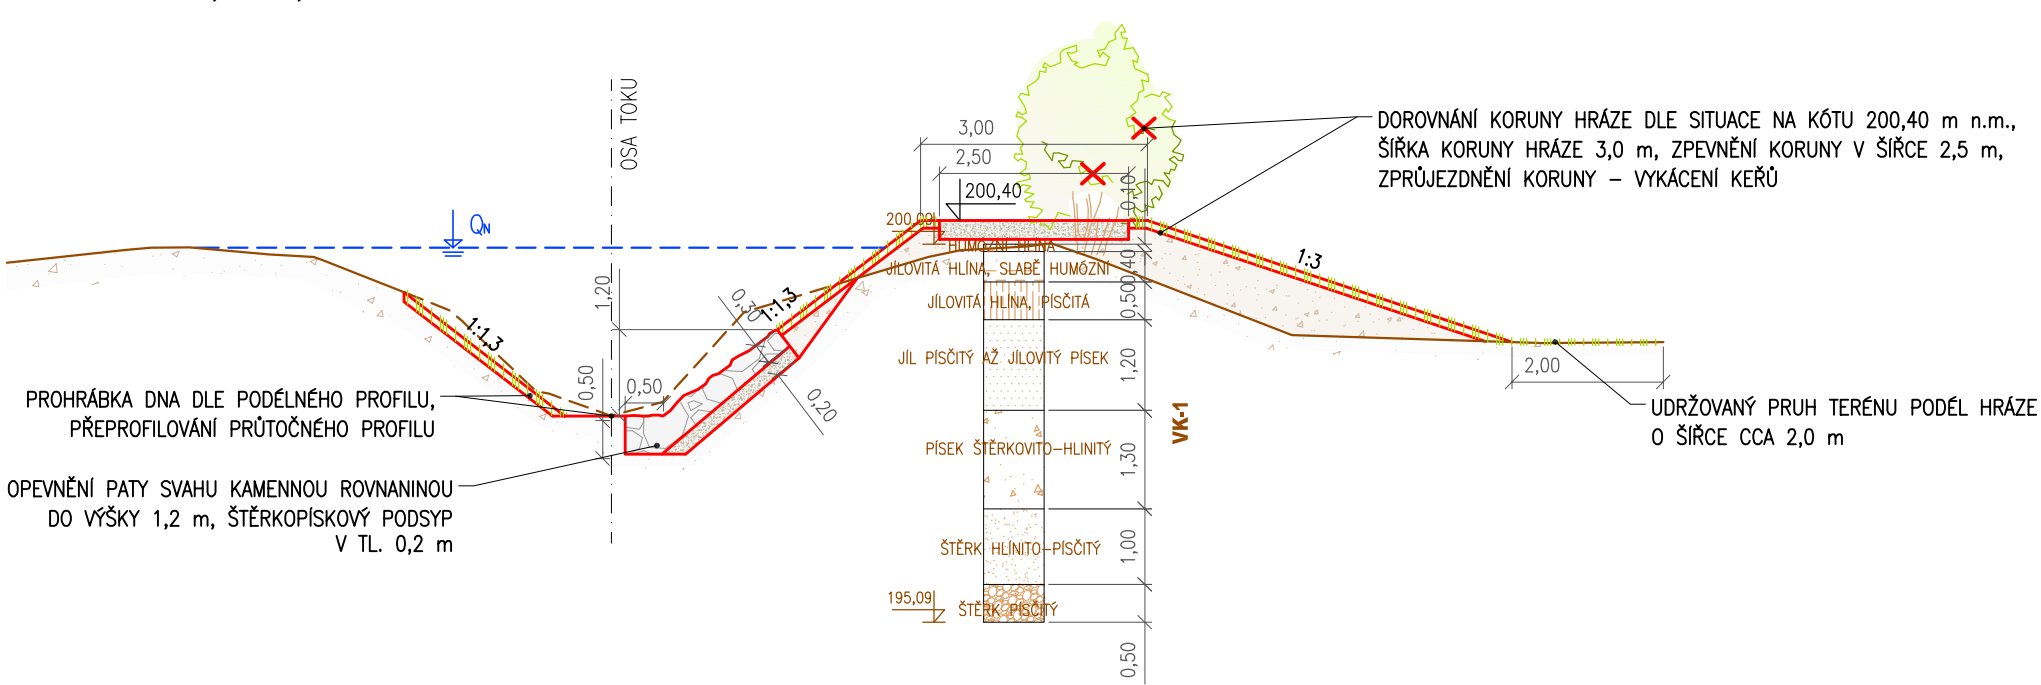 OSA TOKU
3,00
2,50
200,40
0,10
DOROVNÁNÍ KORUNY HRÁZE DLE SITUACE NA KÓTU 200,40 m n.m.,
ŠÍŘKA KORUNY HRÁZE 3,0 m, ZPEVNĚNÍ KORUNY V ŠÍŘCE 2,5 m,
ZPRŮJEZDNĚNÍ KORUNY – VYKÁCENÍ KEŘŮ
QN
200,09
HUMÓZNÍ HLÍNA
JÍLOVITÁ HLÍNA, SLABĚ HUMÓZNÍ
0,40
JÍLOVITÁ HLÍNA, PÍSČITÁ
0,50
JÍL PÍSČITÝ AŽ JÍLOVITÝ PÍSEK
1,20
PÍSEK ŠTĚRKOVITO–HLINITÝ
1,30
ŠTĚRK HLINITO–PÍSČITÝ
1,00
195,09
ŠTĚRK PÍSČITÝ
0,50
VK-1
1:3
2,00
UDRŽOVANÝ PRUH TERÉNU PODÉL HRÁZE
O ŠÍŘCE CCA 2,0 m
1,20
0,30
1:1,3
1:1,3
0,50
0,50
0,20
PROHRÁBKA DNA DLE PODÉLNÉHO PROFILU,
PŘEPROFILOVÁNÍ PRŮTOČNÉHO PROFILU
OPEVNĚNÍ PATY SVAHU KAMENNOU ROVNANINOU
DO VÝŠKY 1,2 m, ŠTĚRKOPÍSKOVÝ PODSYP
V TL. 0,2 m